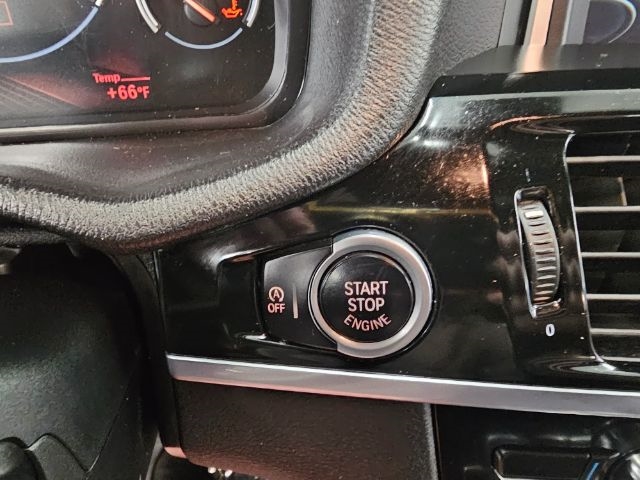 Temp
+66°F
A
OFF
START
STOP
ENGINE
0